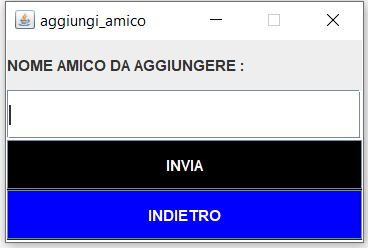 aggiungi_amico
NOME AMICO DA AGGIUNGERE :
INVIA
INDIETRO